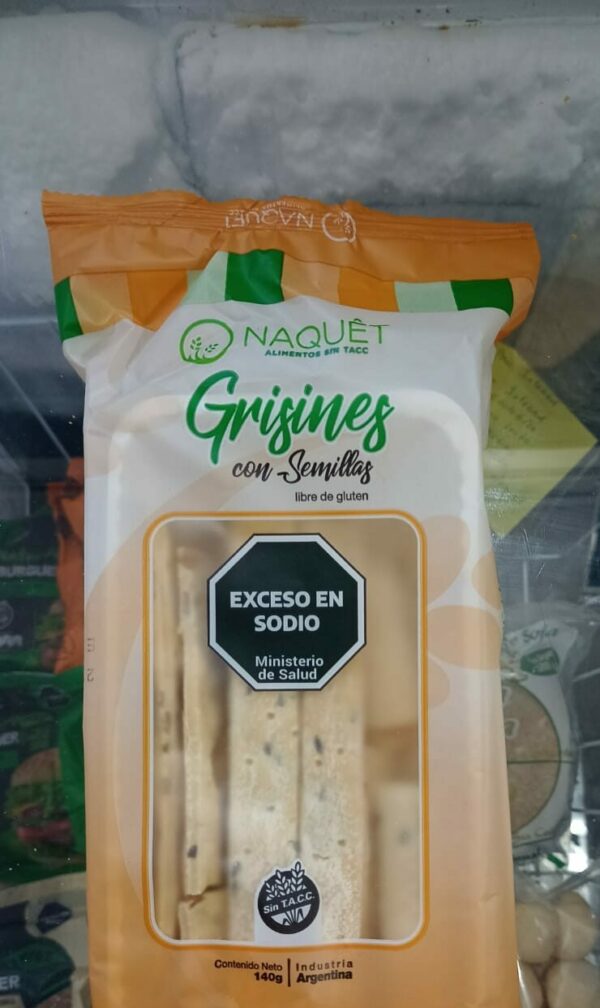 NAQUÊT
NAQUÊT
ALIMENTOS SIN TACC
Grisines
con Semillas
libre de gluten
EXCESO EN
SODIO
Ministerio
de Salud
Sin T.A.C.C.
Contenido Neto
140g
Industria
Argentina